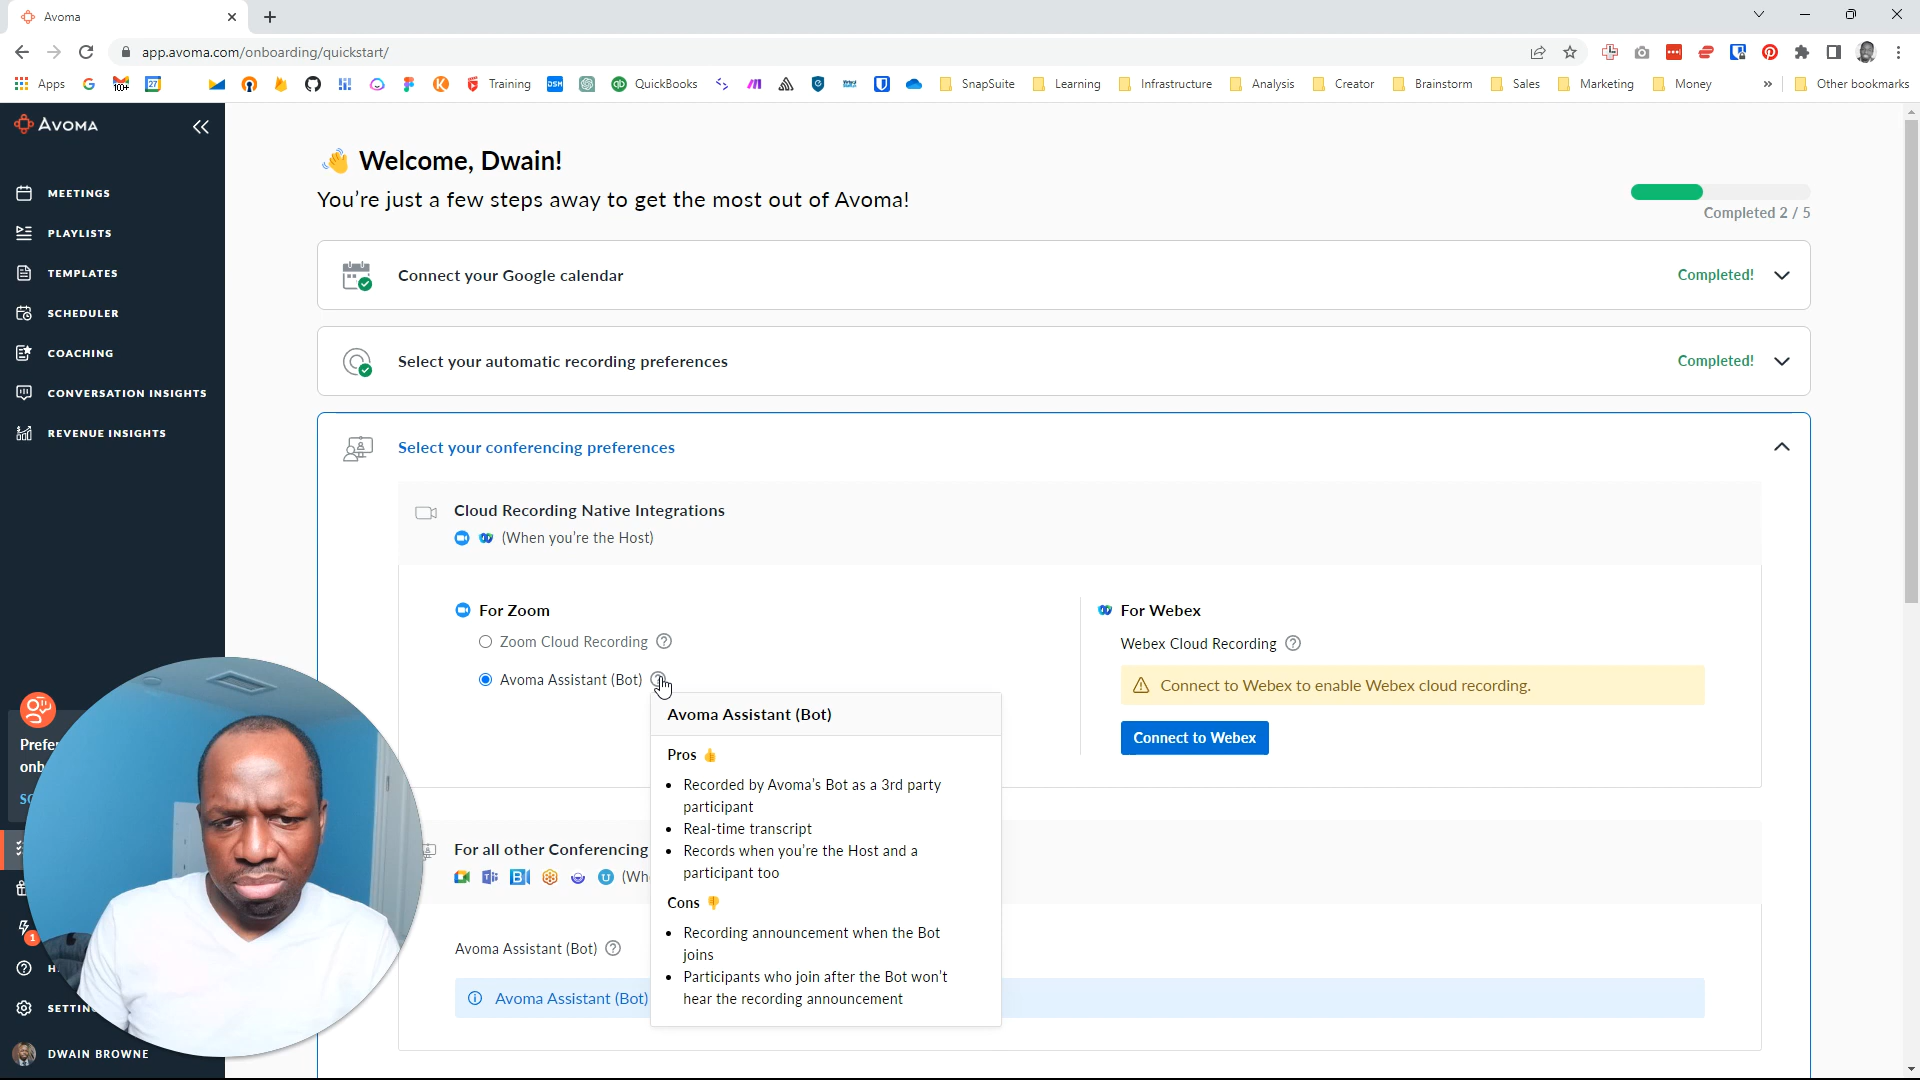 Avoma
app.avoma.com/onboarding/quickstart/
Apps
100+
27
Training
DSM
QuickBooks
SnapSuite
Learning
Infrastructure
Analysis
Creator
Brainstorm
Sales
Marketing
Money
»
Other bookmarks
AVOMA
MEETINGS
PLAYLISTS
TEMPLATES
SCHEDULER
COACHING
CONVERSATION INSIGHTS
REVENUE INSIGHTS
Prefe
onb
1
SETTIN
DWAIN BROWNE
👋 Welcome, Dwain!
You're just a few steps away to get the most out of Avoma!
Completed 2 / 5
Connect your Google calendar
Completed!
Select your automatic recording preferences
Completed!
Select your conferencing preferences
Cloud Recording Native Integrations
(When you're the Host)
For Zoom
Zoom Cloud Recording
Avoma Assistant (Bot)
For Webex
Webex Cloud Recording
Connect to Webex to enable Webex cloud recording.
Connect to Webex
Avoma Assistant (Bot)
Pros 👍
• Recorded by Avoma's Bot as a 3rd party
participant
• Real-time transcript
• Records when you're the Host and a
participant too
Cons 👎
• Recording announcement when the Bot
joins
• Participants who join after the Bot won't
hear the recording announcement
For all other Conferencing
(Wh
Avoma Assistant (Bot)
Avoma Assistant (Bot)